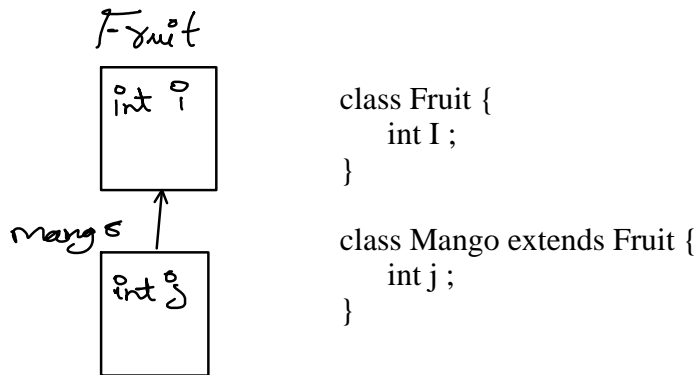 Fruit
int i
mango
int j
class Fruit {
int I ;
}
class Mango extends Fruit {
int j ;
}